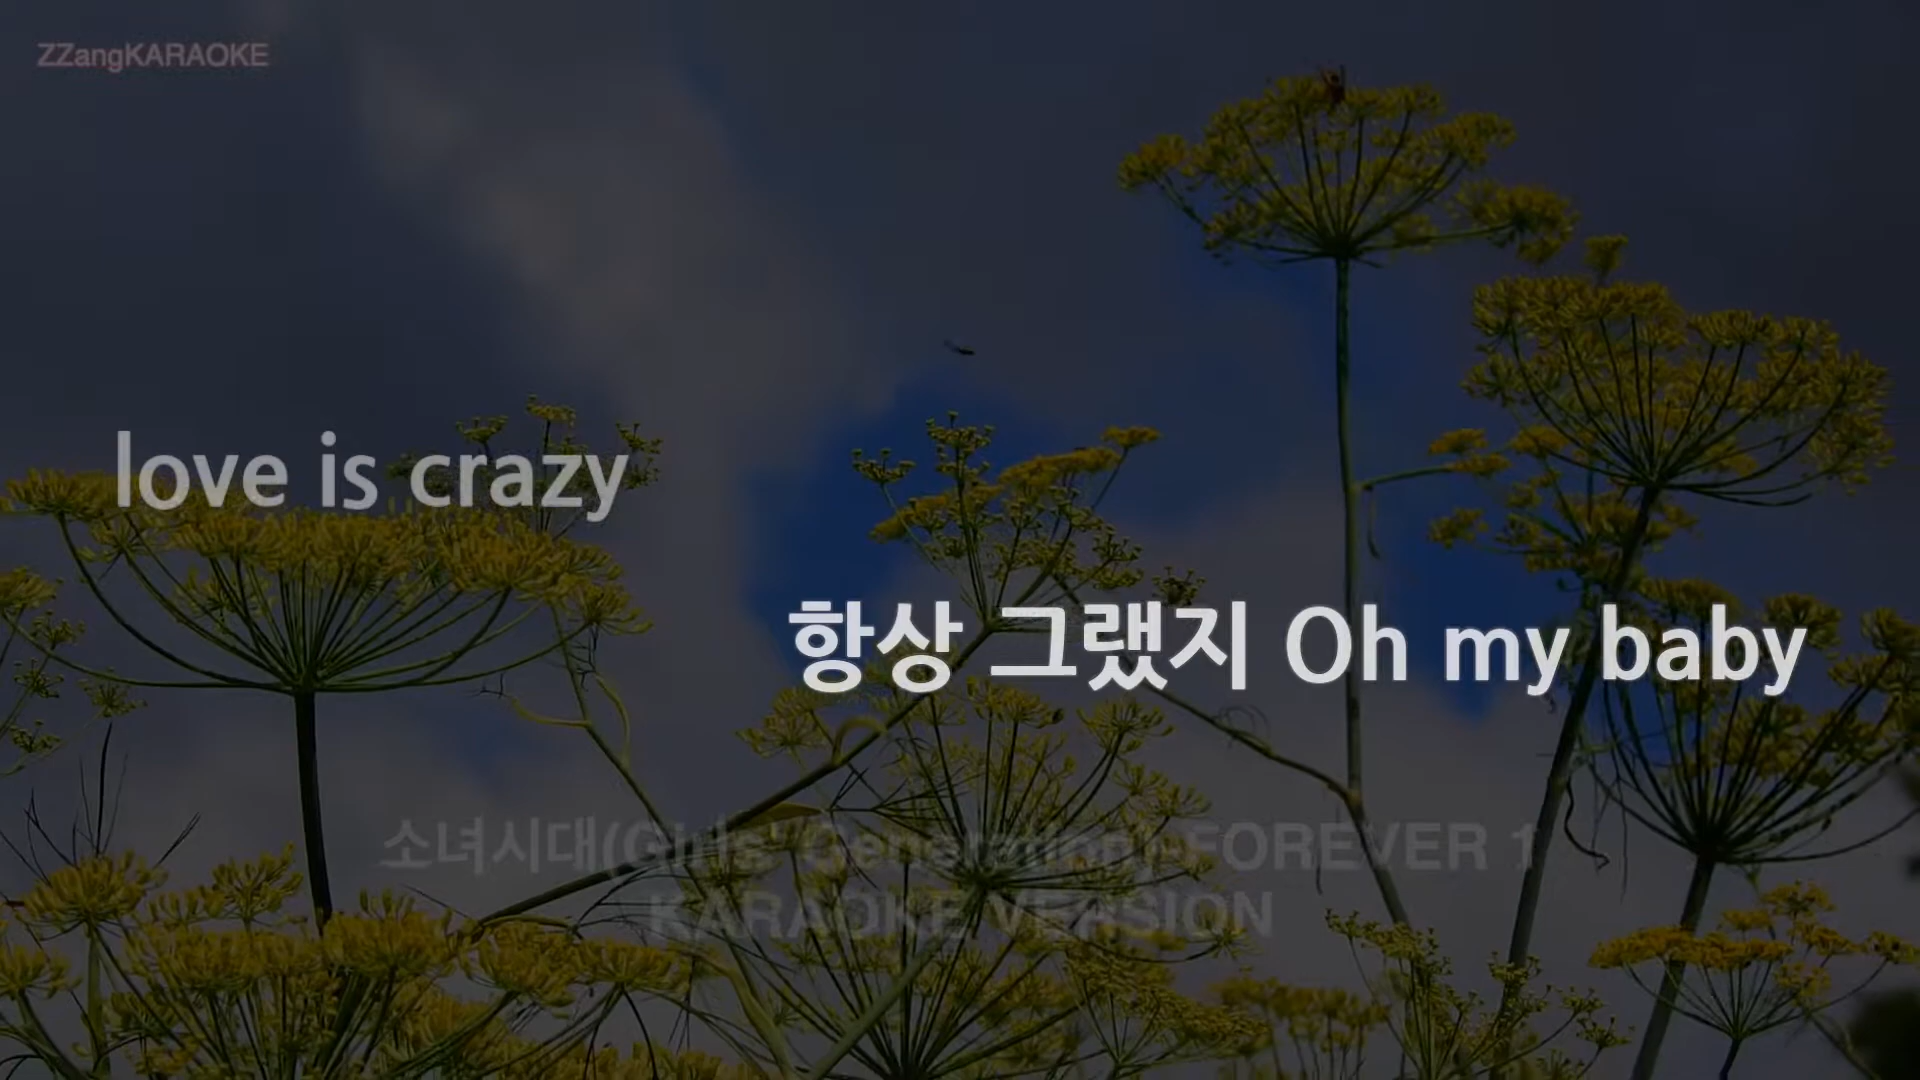 ZZangKARAOKE
love is crazy
항상 그랬지 Oh my baby
소녀시대(Girls' Generation)-FOREVER 1
KARAOKE VERSION